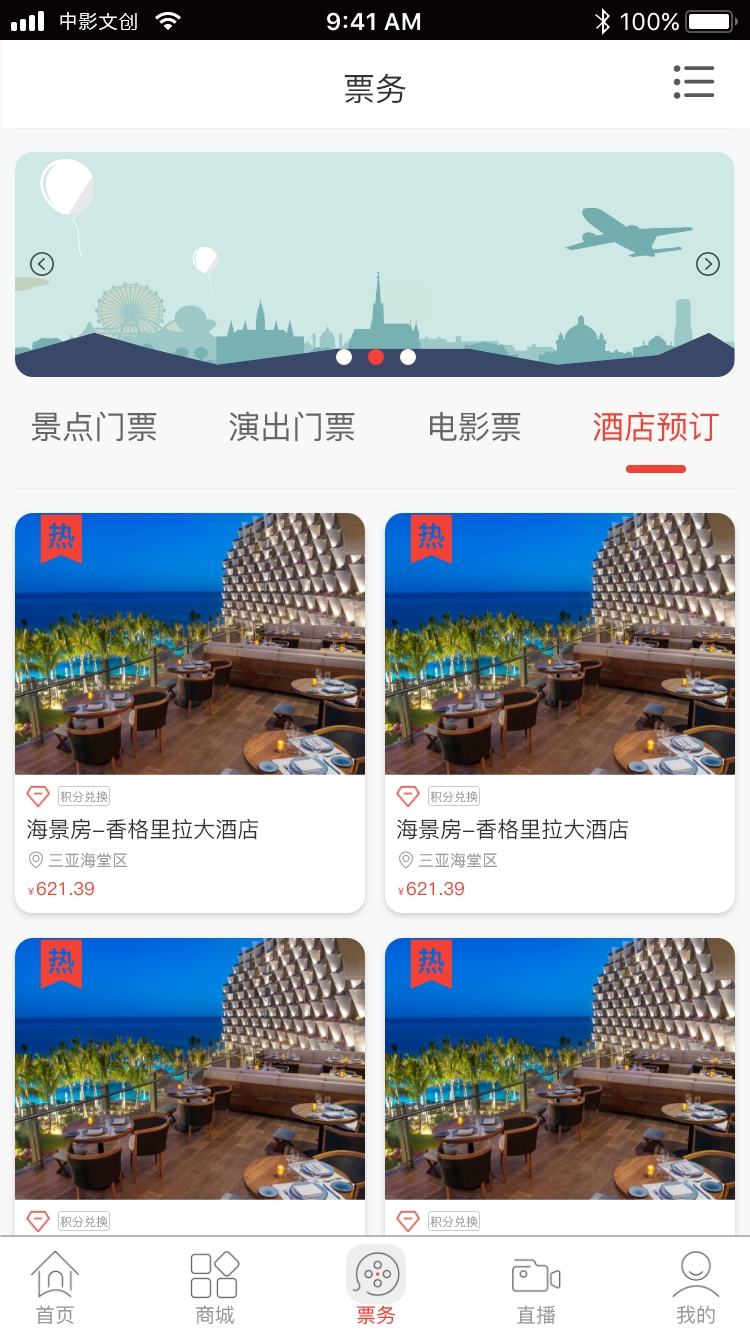 中影文创 9:41 AM 100%
票务
景点门票 演出门票 电影票 酒店预订
热 热
积分兑换 积分兑换
海景房-香格里拉大酒店 海景房-香格里拉大酒店
三亚海堂区 三亚海堂区
¥621.39 ¥621.39
热 热
积分兑换 积分兑换
首页 商城 票务 直播 我的